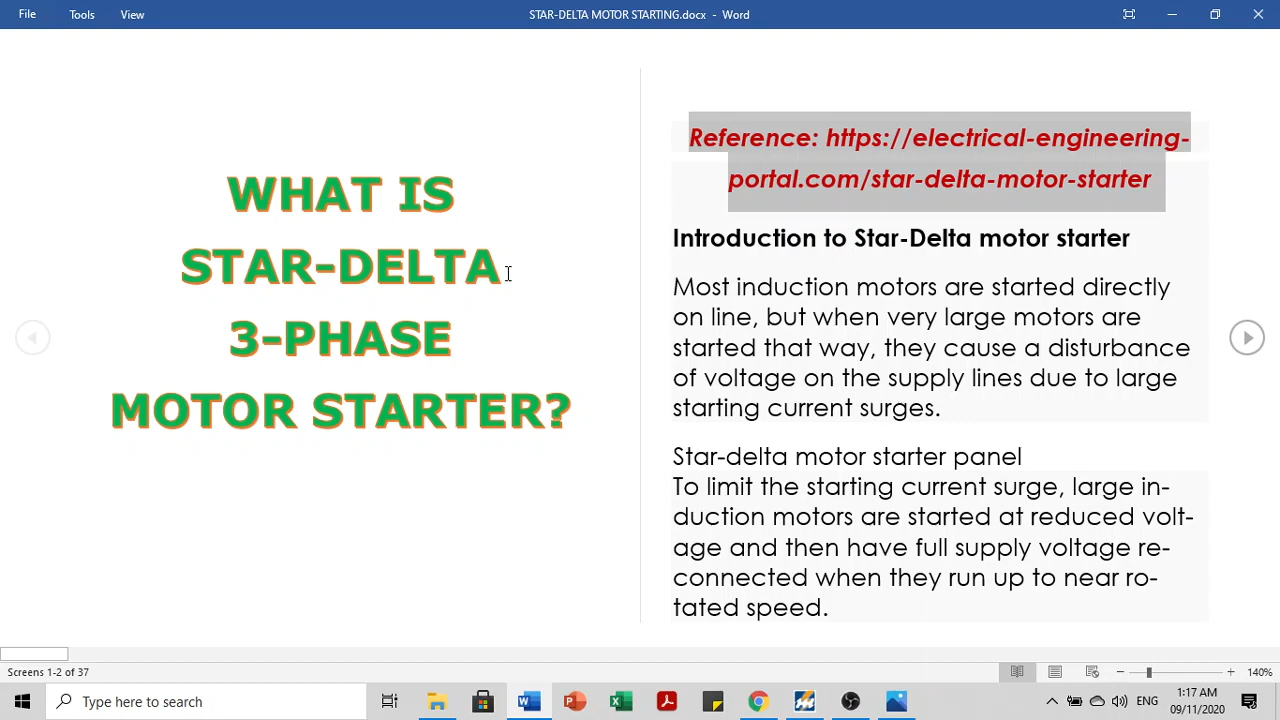 File Tools View
STAR-DELTA MOTOR STARTING.docx - Word
WHAT IS
STAR-DELTA
3-PHASE
MOTOR STARTER?
Reference: https://electrical-engineering-
portal.com/star-delta-motor-starter
Introduction to Star-Delta motor starter
Most induction motors are started directly
on line, but when very large motors are
started that way, they cause a disturbance
of voltage on the supply lines due to large
starting current surges.
Star-delta motor starter panel
To limit the starting current surge, large in-
duction motors are started at reduced volt-
age and then have full supply voltage re-
connected when they run up to near ro-
tated speed.
Screens 1-2 of 37
140%
Type here to search
ENG
1:17 AM
09/11/2020